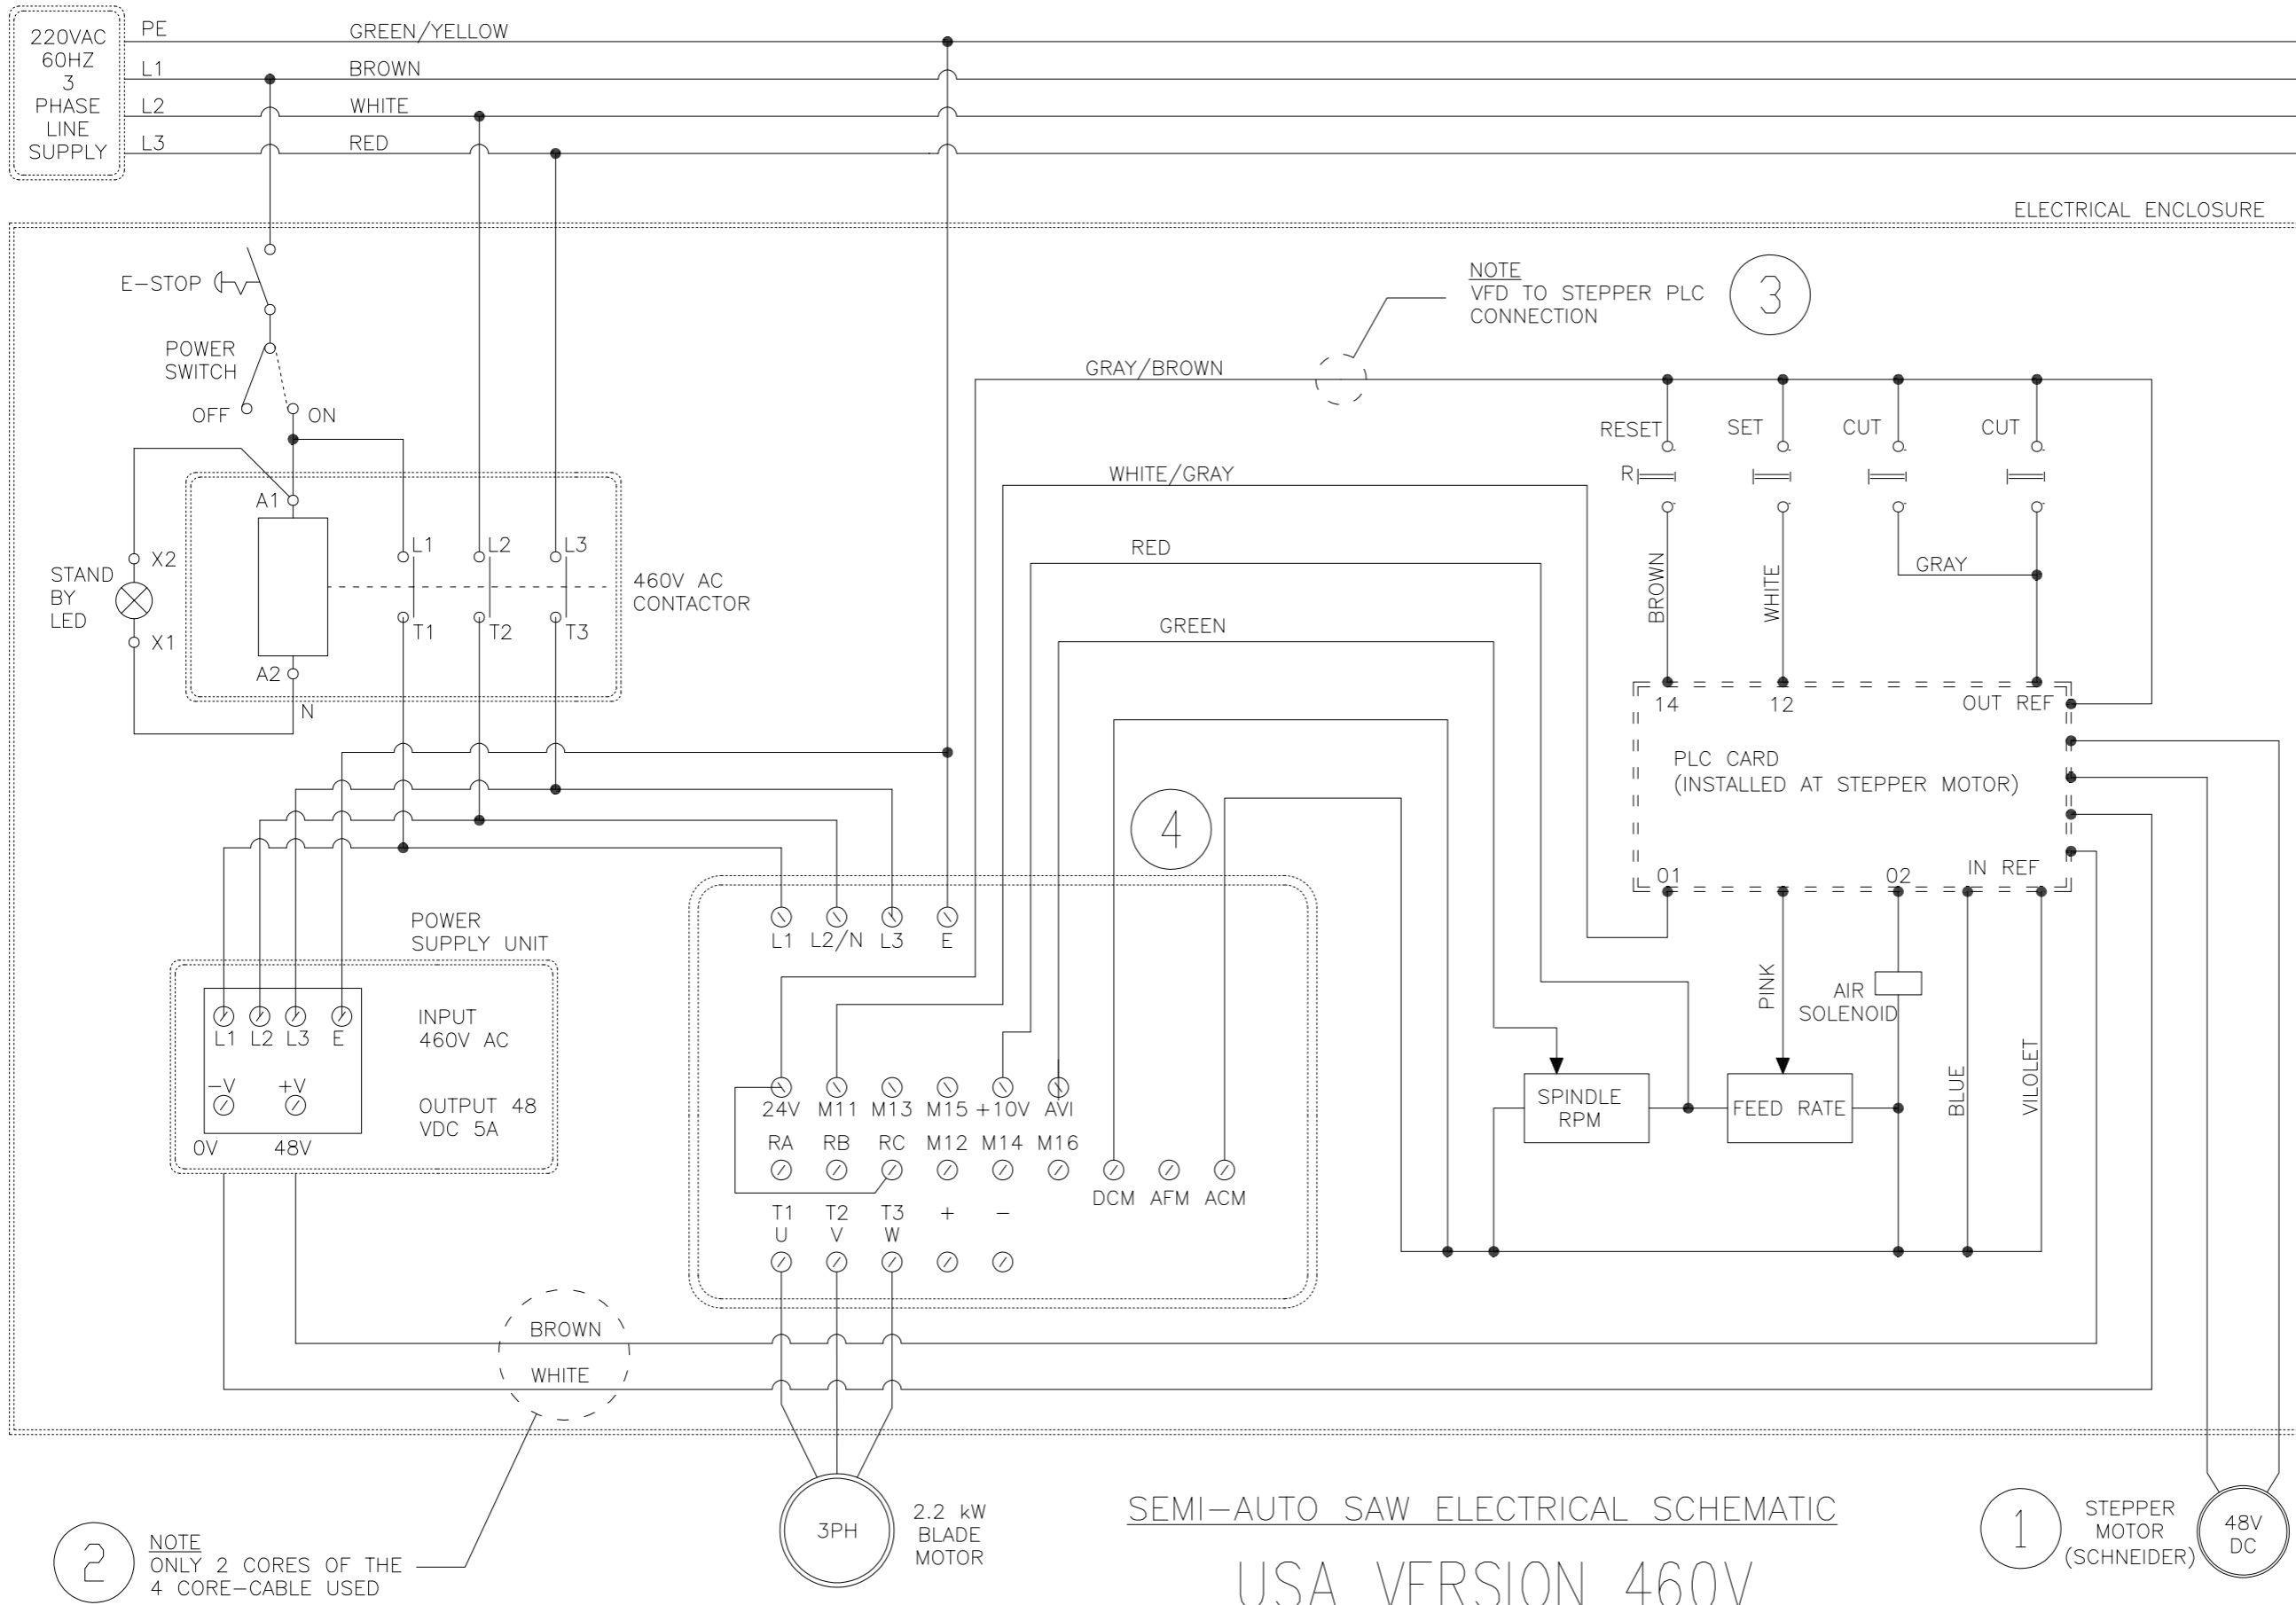 220VAC
60HZ
3
PHASE
LINE
SUPPLY
PE
GREEN/YELLOW
L1
BROWN
L2
WHITE
L3
RED
ELECTRICAL ENCLOSURE
E-STOP
POWER
SWITCH
OFF
ON
NOTE
VFD TO STEPPER PLC
CONNECTION
3
GRAY/BROWN
WHITE/GRAY
RED
GREEN
RESET
SET
CUT
CUT
R
BROWN
WHITE
GRAY
A1
A2
N
X2
X1
STAND
BY
LED
L1
L2
L3
T1
T2
T3
460V AC
CONTACTOR
14
12
OUT REF
PLC CARD
(INSTALLED AT STEPPER MOTOR)
01
02
IN REF
4
POWER
SUPPLY UNIT
L1
L2
L3
E
INPUT
460V AC
-V
+V
OUTPUT 48
VDC 5A
0V
48V
L1
L2/N
L3
E
24V
M11
M13
M15
+10V
AVI
RA
RB
RC
M12
M14
M16
DCM
AFM
ACM
T1
T2
T3
+
-
U
V
W
PINK
AIR
SOLENOID
BLUE
VILOLET
SPINDLE
RPM
FEED RATE
BROWN
WHITE
2
NOTE
ONLY 2 CORES OF THE
4 CORE-CABLE USED
3PH
2.2 kW
BLADE
MOTOR
SEMI-AUTO SAW ELECTRICAL SCHEMATIC
USA VERSION 460V
1
STEPPER
MOTOR
(SCHNEIDER)
48V
DC